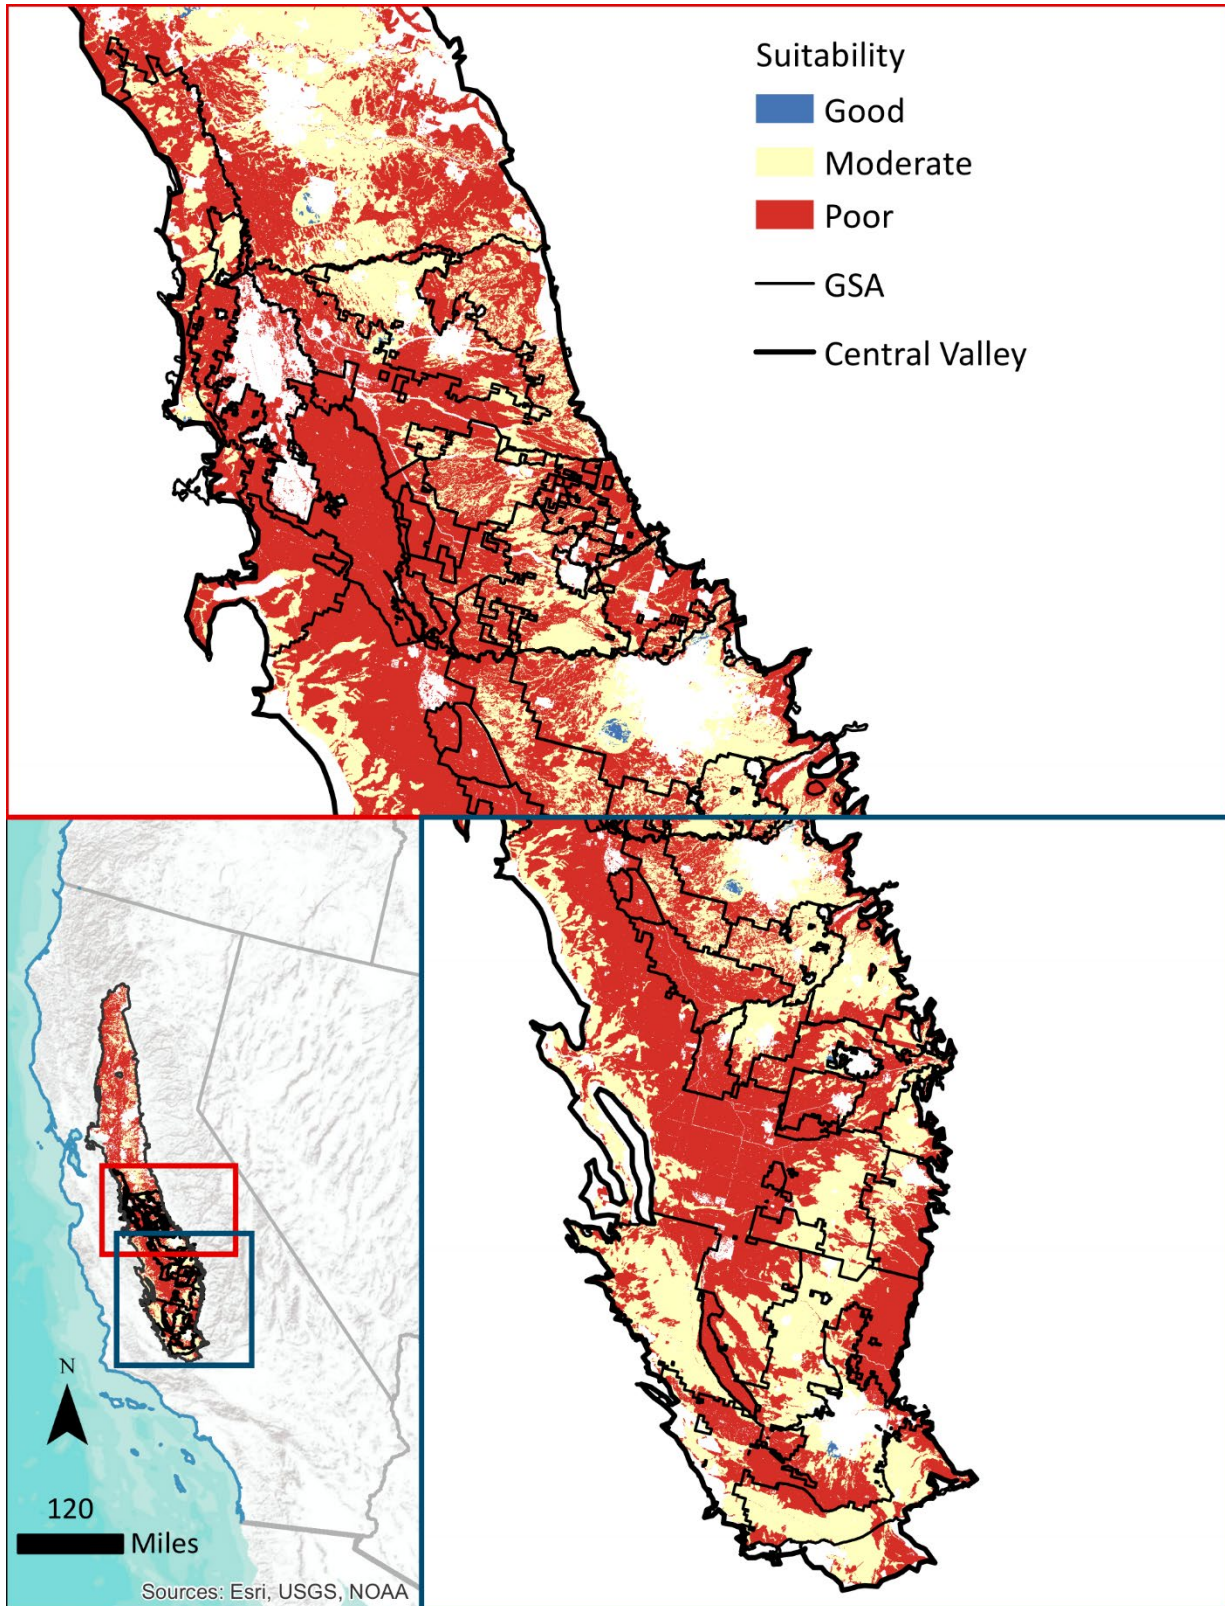 Suitability
Good
Moderate
Poor
GSA
Central Valley
N
120
Miles
Sources: Esri, USGS, NOAA